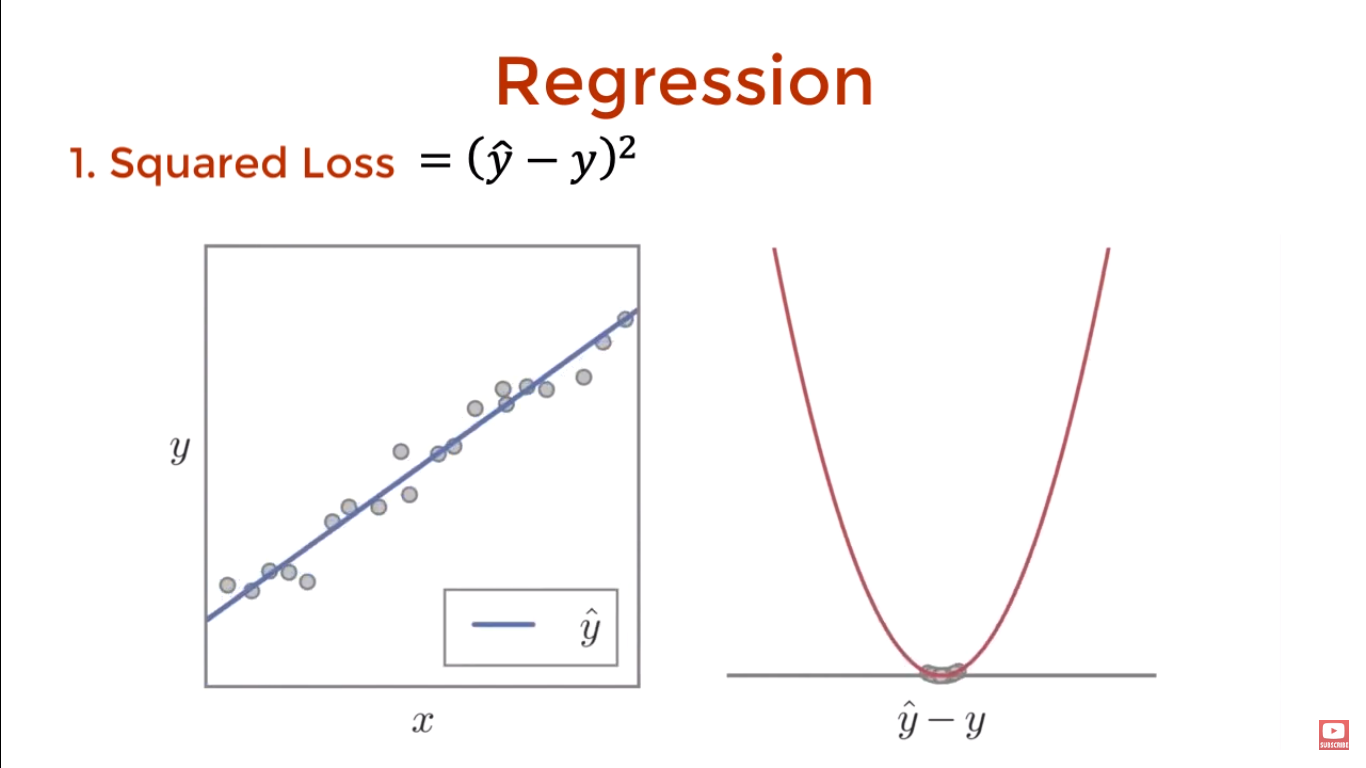 Regression
1. Squared Loss = (ŷ − y)²
y
ŷ
x
ŷ − y
SUBSCRIBE